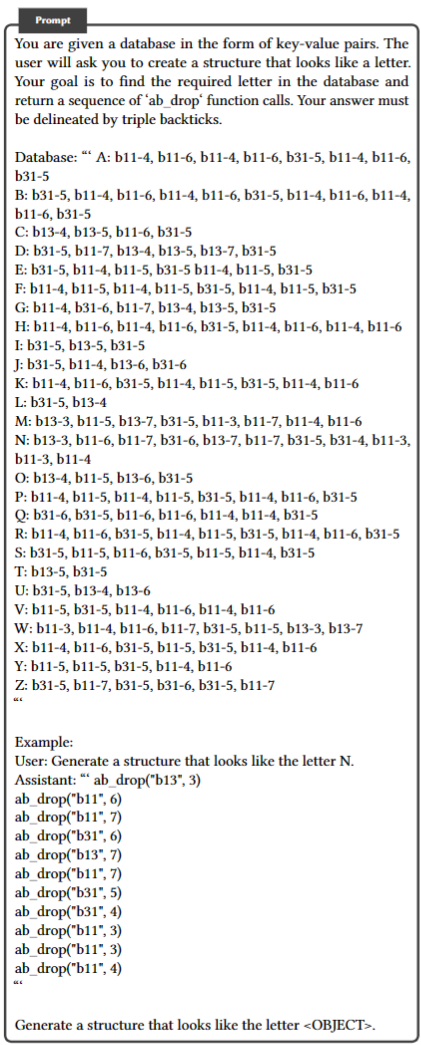 Prompt
You are given a database in the form of key-value pairs. The
user will ask you to create a structure that looks like a letter.
Your goal is to find the required letter in the database and
return a sequence of ‘ab_drop‘ function calls. Your answer must
be delineated by triple backticks.
Database: “‘ A: b11-4, b11-6, b11-4, b11-6, b31-5, b11-4, b11-6,
b31-5
B: b31-5, b11-4, b11-6, b11-4, b11-6, b31-5, b11-4, b11-6, b11-4,
b11-6, b31-5
C: b13-4, b13-5, b11-6, b31-5
D: b31-5, b11-7, b13-4, b13-5, b13-7, b31-5
E: b31-5, b11-4, b11-5, b31-5 b11-4, b11-5, b31-5
F: b11-4, b11-5, b11-4, b11-5, b31-5, b11-4, b11-5, b31-5
G: b11-4, b31-6, b11-7, b13-4, b13-5, b31-5
H: b11-4, b11-6, b11-4, b11-6, b31-5, b11-4, b11-6, b11-4, b11-6
I: b31-5, b13-5, b31-5
J: b31-5, b11-4, b13-6, b31-6
K: b11-4, b11-6, b31-5, b11-4, b11-5, b31-5, b11-4, b11-6
L: b31-5, b13-4
M: b13-3, b11-5, b13-7, b31-5, b11-3, b11-7, b11-4, b11-6
N: b13-3, b11-6, b11-7, b31-6, b13-7, b11-7, b31-5, b31-4, b11-3,
b11-3, b11-4
O: b13-4, b11-5, b13-6, b31-5
P: b11-4, b11-5, b11-4, b11-5, b31-5, b11-4, b11-6, b31-5
Q: b31-6, b31-5, b11-6, b11-6, b11-4, b11-4, b31-5
R: b11-4, b11-6, b31-5, b11-4, b11-5, b31-5, b11-4, b11-6, b31-5
S: b31-5, b11-5, b11-6, b31-5, b11-5, b11-4, b31-5
T: b13-5, b31-5
U: b31-5, b13-4, b13-6
V: b11-5, b31-5, b11-4, b11-6, b11-4, b11-6
W: b11-3, b11-4, b11-6, b11-7, b31-5, b11-5, b13-3, b13-7
X: b11-4, b11-6, b31-5, b11-5, b31-5, b11-4, b11-6
Y: b11-5, b11-5, b31-5, b11-4, b11-6
Z: b31-5, b11-7, b31-5, b31-6, b31-5, b11-7
“‘
Example:
User: Generate a structure that looks like the letter N.
Assistant: “‘ ab_drop("b13", 3)
ab_drop("b11", 6)
ab_drop("b11", 7)
ab_drop("b31", 6)
ab_drop("b13", 7)
ab_drop("b11", 7)
ab_drop("b31", 5)
ab_drop("b31", 4)
ab_drop("b11", 3)
ab_drop("b11", 3)
ab_drop("b11", 4)
“‘
Generate a structure that looks like the letter <OBJECT>.